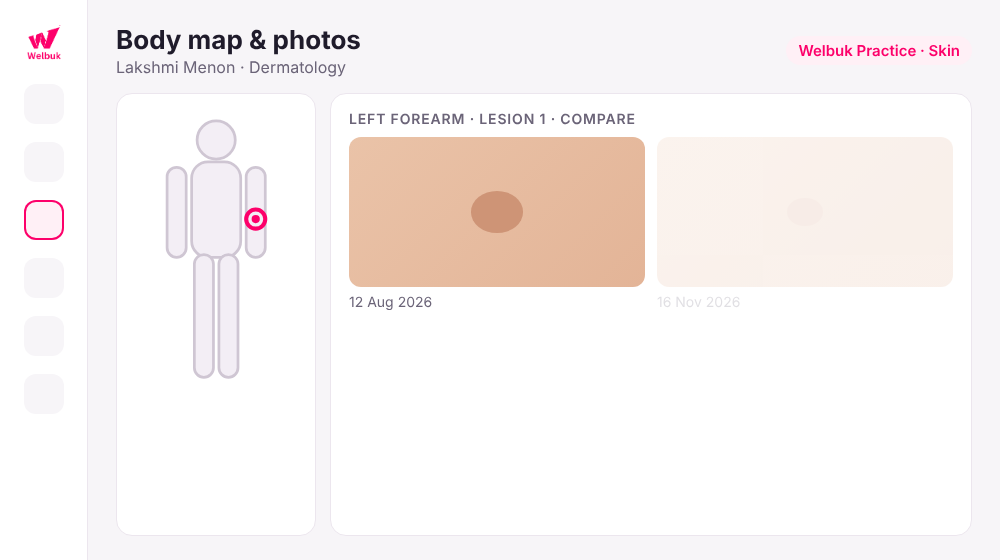 Welbuk
Body map & photos
Lakshmi Menon · Dermatology
Welbuk Practice · Skin
LEFT FOREARM · LESION 1 · COMPARE
12 Aug 2026
16 Nov 2026